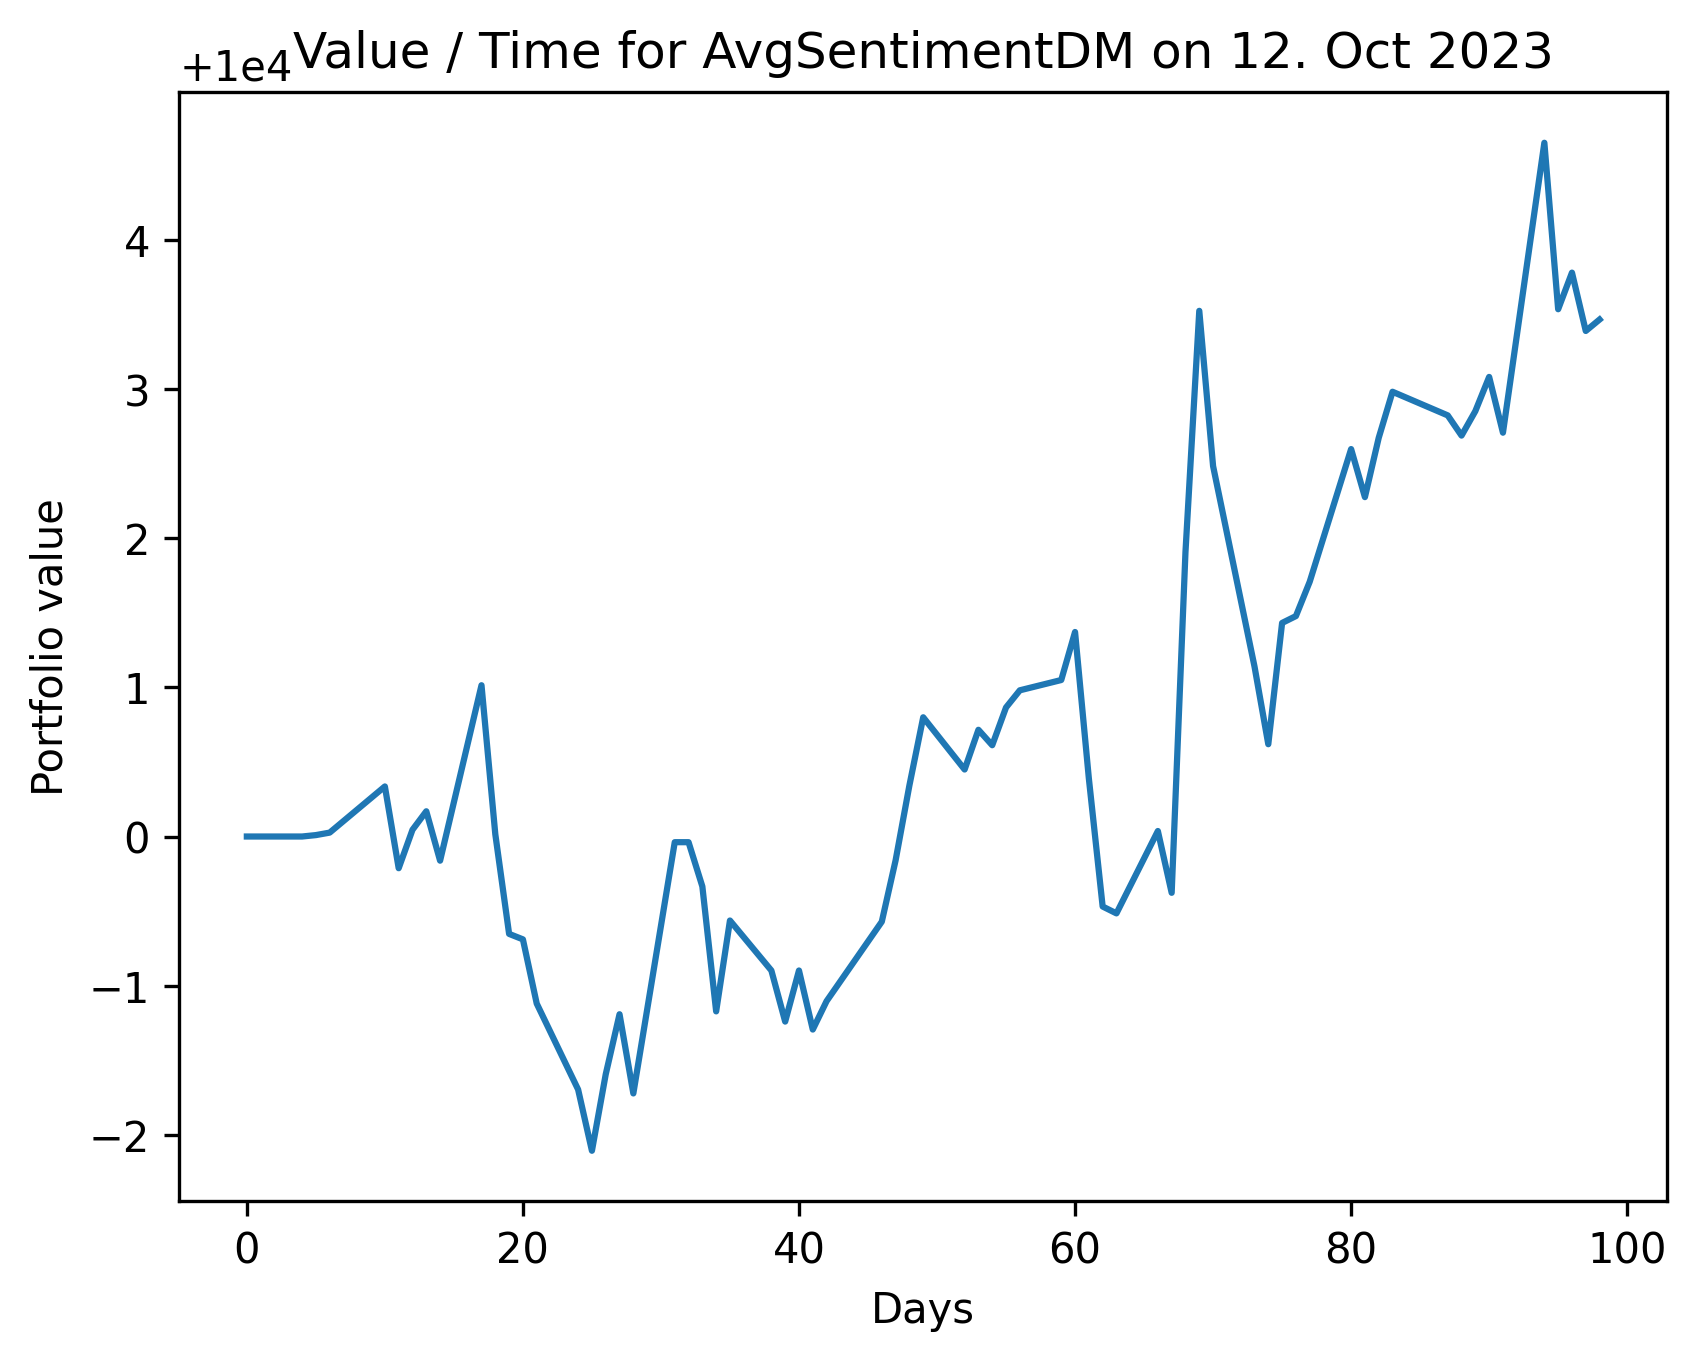 Value / Time for AvgSentimentDM on 12. Oct 2023
+1e4
4
3
2
1
0
−1
−2
Portfolio value
0 20 40 60 80 100
Days